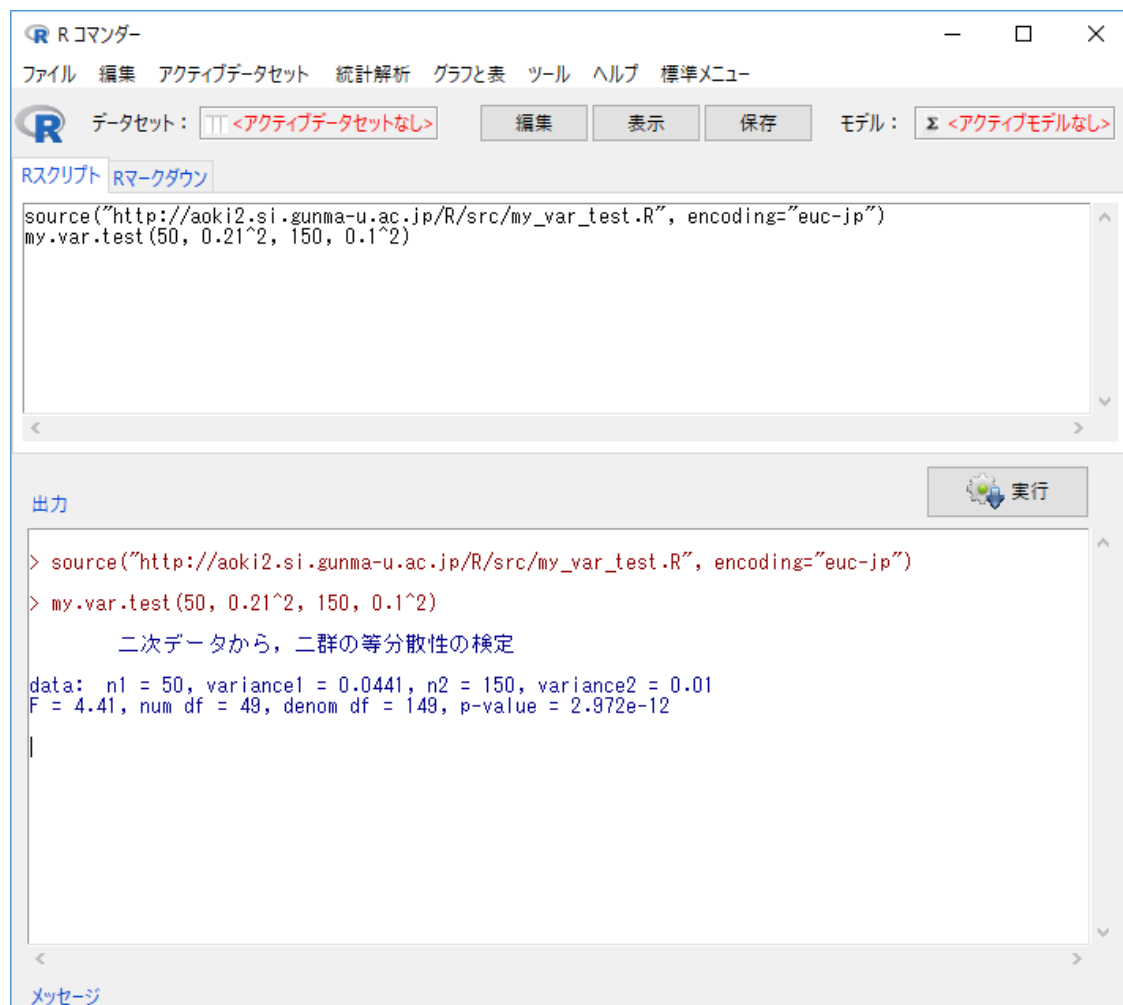 R コマンダー
ファイル 編集 アクティブデータセット 統計解析 グラフと表 ツール ヘルプ 標準メニュー
R データセット: <アクティブデータセットなし> 編集 表示 保存 モデル: Σ <アクティブモデルなし>
Rスクリプト Rマークダウン
source("http://aoki2.si.gunma-u.ac.jp/R/src/my_var_test.R", encoding="euc-jp")
my.var.test(50, 0.21^2, 150, 0.1^2)
実行
出力
> source("http://aoki2.si.gunma-u.ac.jp/R/src/my_var_test.R", encoding="euc-jp")
> my.var.test(50, 0.21^2, 150, 0.1^2)
二次データから，二群の等分散性の検定
data: n1 = 50, variance1 = 0.0441, n2 = 150, variance2 = 0.01
F = 4.41, num df = 49, denom df = 149, p-value = 2.972e-12
メッセージ